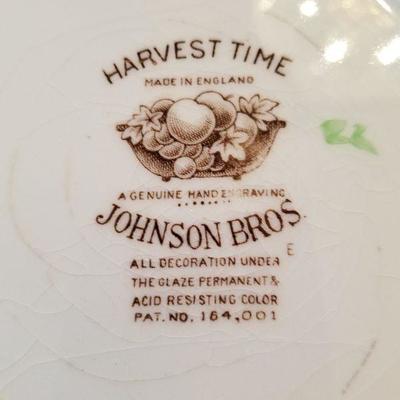 HARVEST TIME
MADE IN ENGLAND
A GENUINE HAND ENGRAVING
JOHNSON BROS.
E
ALL DECORATION UNDER
THE GLAZE PERMANENT &
ACID RESISTING COLOR
PAT. NO. 164,001